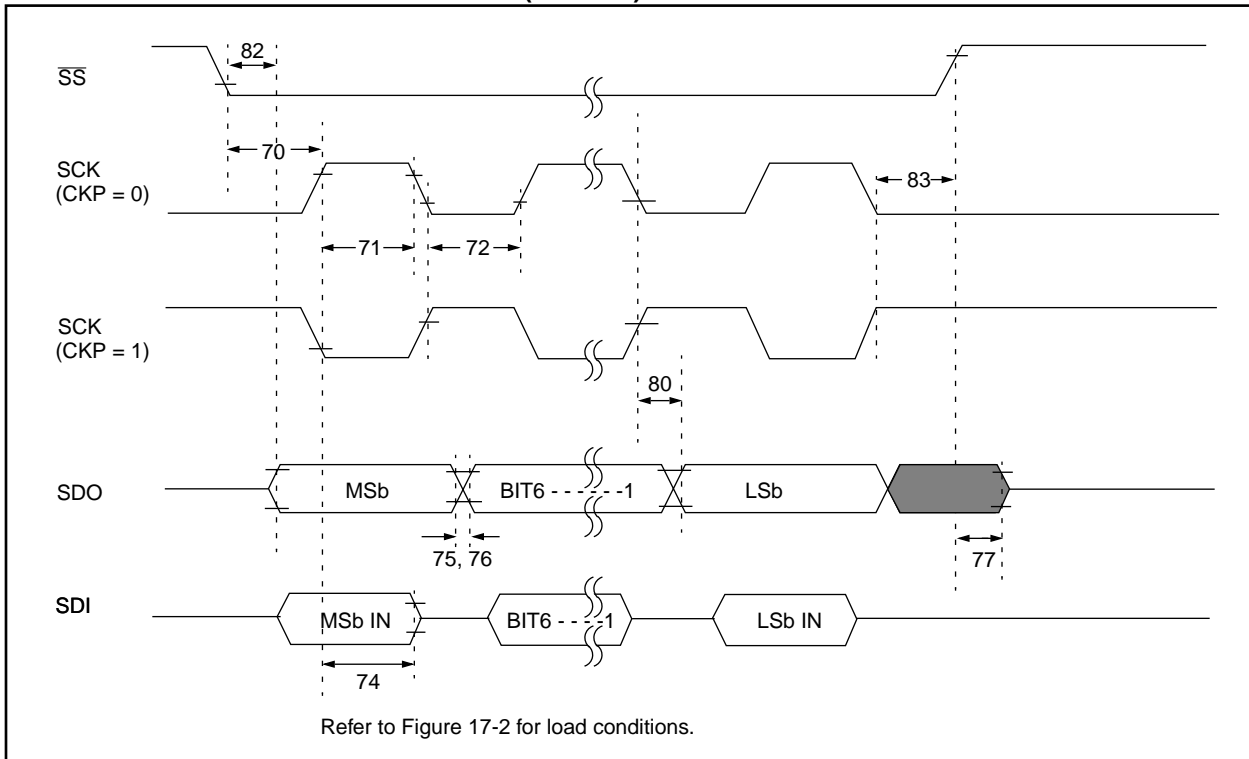 82
SS
70
SCK
(CKP = 0)
83
71
72
SCK
(CKP = 1)
80
SDO
MSb
BIT6 - - - - - -1
LSb
75, 76
77
SDI
MSb IN
BIT6 - - - -1
LSb IN
74
Refer to Figure 17-2 for load conditions.